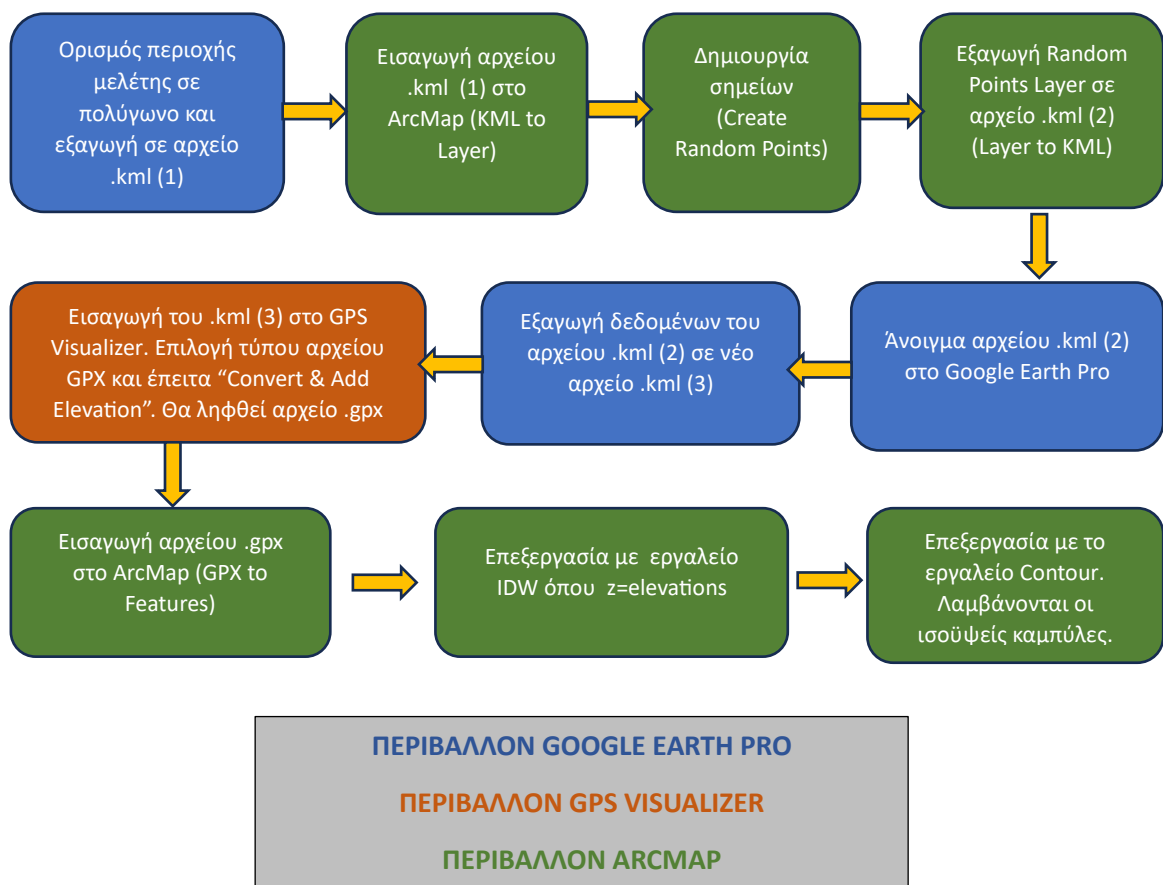 Ορισμός περιοχής
μελέτης σε
πολύγωνο και
εξαγωγή σε αρχείο
.kml (1)
Εισαγωγή αρχείου
.kml (1) στο
ArcMap (KML to
Layer)
Δημιουργία
σημείων
(Create
Random Points)
Εξαγωγή Random
Points Layer σε
αρχείο .kml (2)
(Layer to KML)
Εισαγωγή του .kml (3) στο GPS
Visualizer. Επιλογή τύπου αρχείου
GPX και έπειτα “Convert & Add
Elevation”. Θα ληφθεί αρχείο .gpx
Εξαγωγή δεδομένων του
αρχείου .kml (2) σε νέο
αρχείο .kml (3)
Άνοιγμα αρχείου .kml (2)
στο Google Earth Pro
Εισαγωγή αρχείου .gpx
στο ArcMap (GPX to
Features)
Επεξεργασία με εργαλείο
IDW όπου z=elevations
Επεξεργασία με το
εργαλείο Contour.
Λαμβάνονται οι
ισοϋψείς καμπύλες.
ΠΕΡΙΒΑΛΛΟΝ GOOGLE EARTH PRO
ΠΕΡΙΒΑΛΛΟΝ GPS VISUALIZER
ΠΕΡΙΒΑΛΛΟΝ ARCMAP